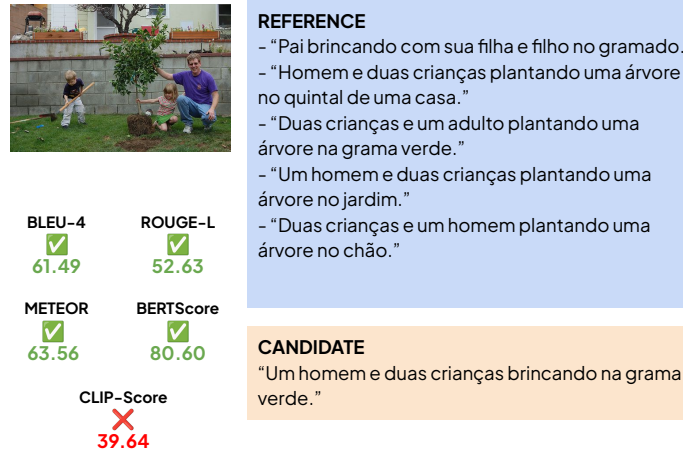 REFERENCE
- “Pai brincando com sua filha e filho no gramado.
- “Homem e duas crianças plantando uma árvore
no quintal de uma casa.”
- “Duas crianças e um adulto plantando uma
árvore na grama verde.”
- “Um homem e duas crianças plantando uma
árvore no jardim.”
- “Duas crianças e um homem plantando uma
árvore no chão.”
BLEU-4 ROUGE-L
61.49 52.63
METEOR BERTScore
63.56 80.60
CLIP-Score
39.64
CANDIDATE
“Um homem e duas crianças brincando na grama
verde.”